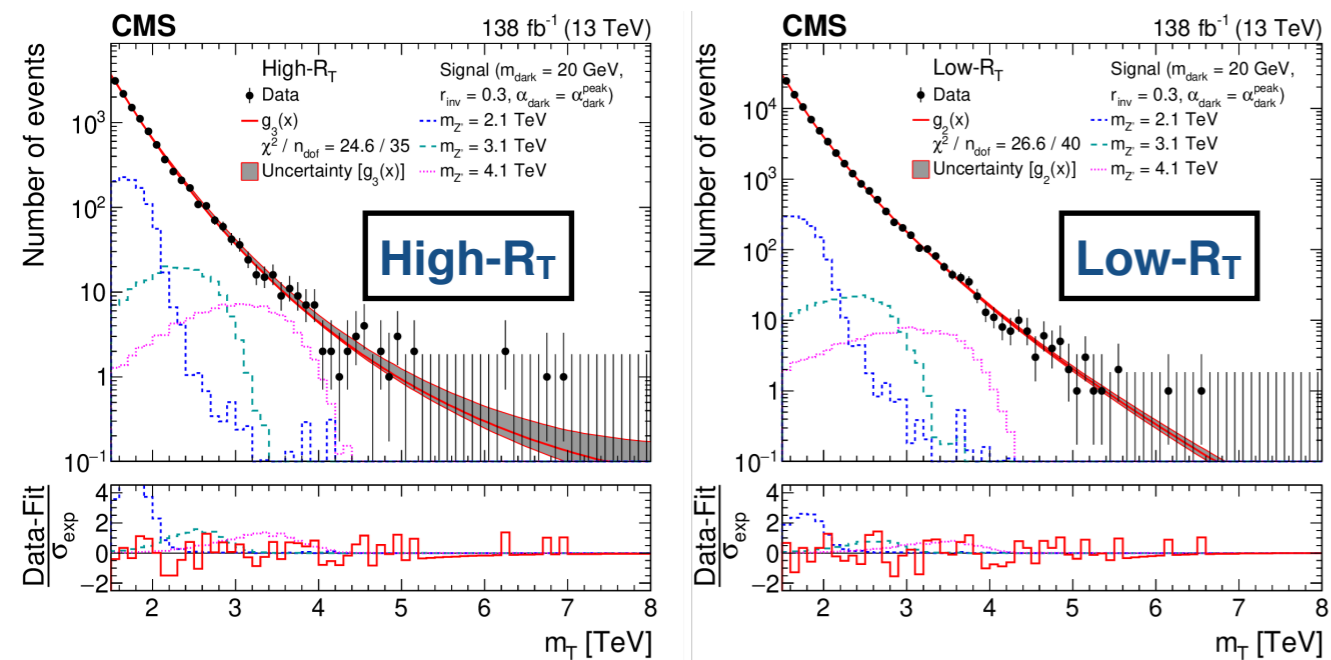 CMS 138 fb⁻¹ (13 TeV)
Number of events
High-R_T
Data
g₃(x)
χ² / n_dof = 24.6 / 35
Uncertainty [g₃(x)]
Signal (m_dark = 20 GeV,
r_inv = 0.3, α_dark = α_dark^peak)
m_Z' = 2.1 TeV
m_Z' = 3.1 TeV
m_Z' = 4.1 TeV
High-R_T
10³
10²
10
1
10⁻¹
Data-Fit
σ_exp
4
2
0
−2
2 3 4 5 6 7 8
m_T [TeV]
CMS 138 fb⁻¹ (13 TeV)
Number of events
Low-R_T
Data
g₂(x)
χ² / n_dof = 26.6 / 40
Uncertainty [g₂(x)]
Signal (m_dark = 20 GeV,
r_inv = 0.3, α_dark = α_dark^peak)
m_Z' = 2.1 TeV
m_Z' = 3.1 TeV
m_Z' = 4.1 TeV
Low-R_T
10⁴
10³
10²
10
1
10⁻¹
Data-Fit
σ_exp
4
2
0
−2
2 3 4 5 6 7 8
m_T [TeV]